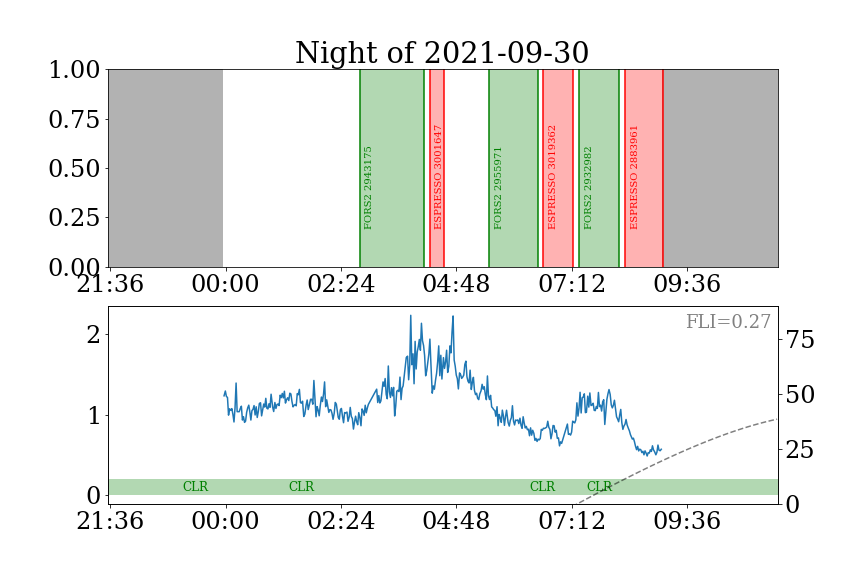 Night of 2021-09-30
1.00
0.75
0.50
0.25
0.00
FORS2 2943175
ESPRESSO 3001647
FORS2 2955971
ESPRESSO 3019362
FORS2 2932982
ESPRESSO 2883961
21:36 00:00 02:24 04:48 07:12 09:36
FLI=0.27
2
1
0
75
50
25
0
CLR CLR CLR CLR
21:36 00:00 02:24 04:48 07:12 09:36